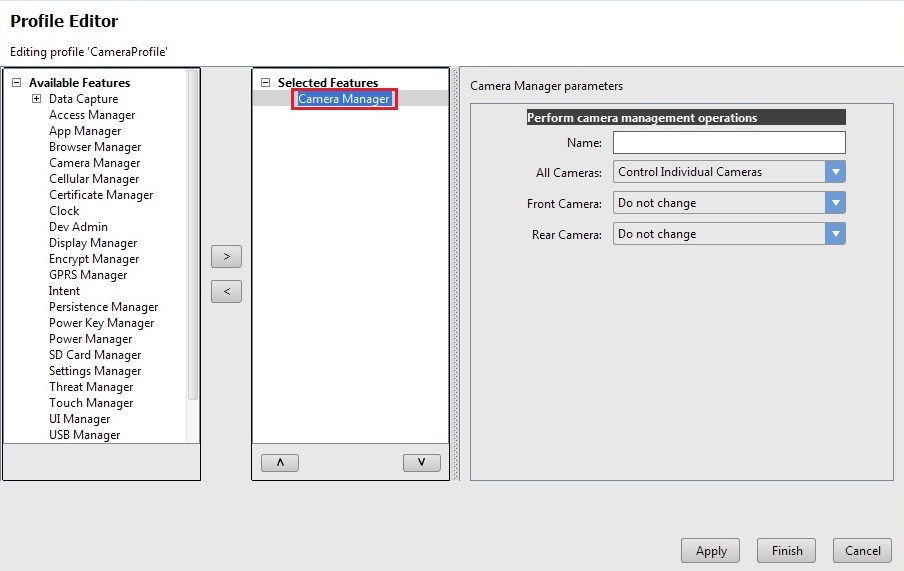 Profile Editor
Editing profile 'CameraProfile'
Available Features
Data Capture
Access Manager
App Manager
Browser Manager
Camera Manager
Cellular Manager
Certificate Manager
Clock
Dev Admin
Display Manager
Encrypt Manager
GPRS Manager
Intent
Persistence Manager
Power Key Manager
Power Manager
SD Card Manager
Settings Manager
Threat Manager
Touch Manager
UI Manager
USB Manager
>
<
Selected Features
Camera Manager
Λ V
Camera Manager parameters
Perform camera management operations
Name:
All Cameras: Control Individual Cameras
Front Camera: Do not change
Rear Camera: Do not change
Apply Finish Cancel